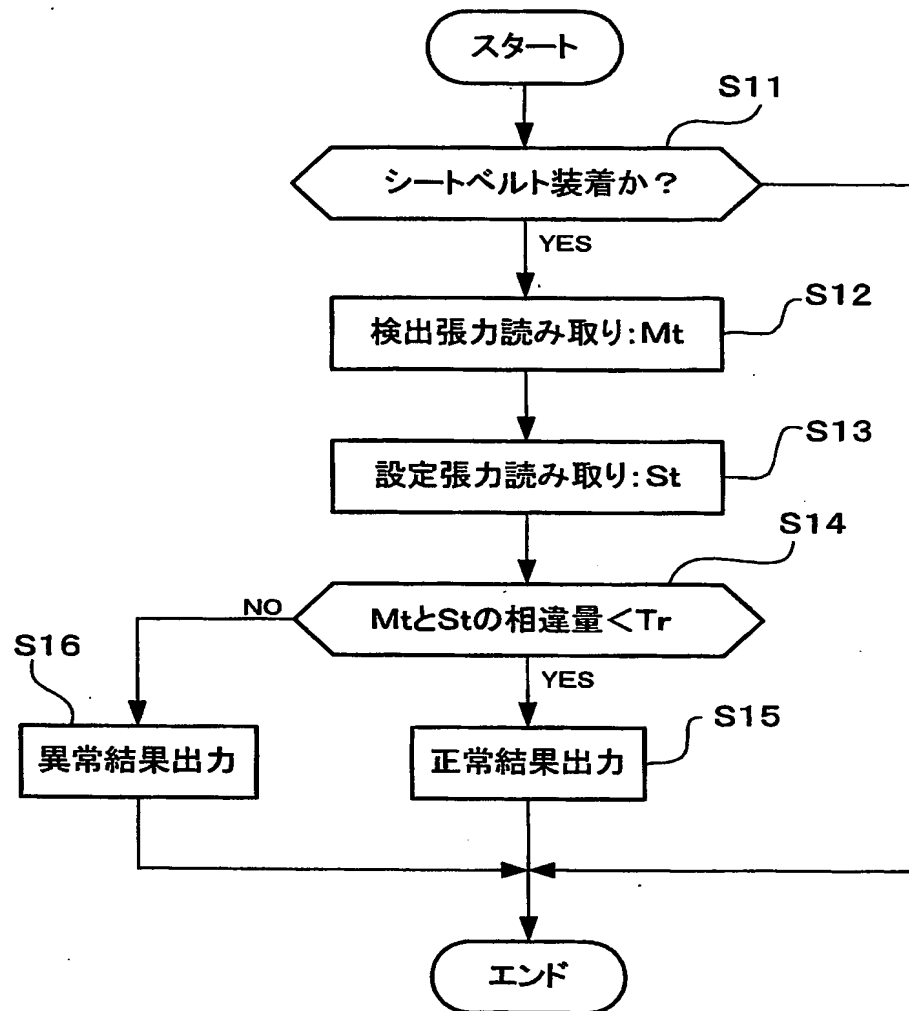 スタート
S11
シートベルト装着か?
YES
S12
検出張力読み取り:Mt
S13
設定張力読み取り:St
S14
MtとStの相違量<Tr
NO
YES
S16
異常結果出力
S15
正常結果出力
エンド